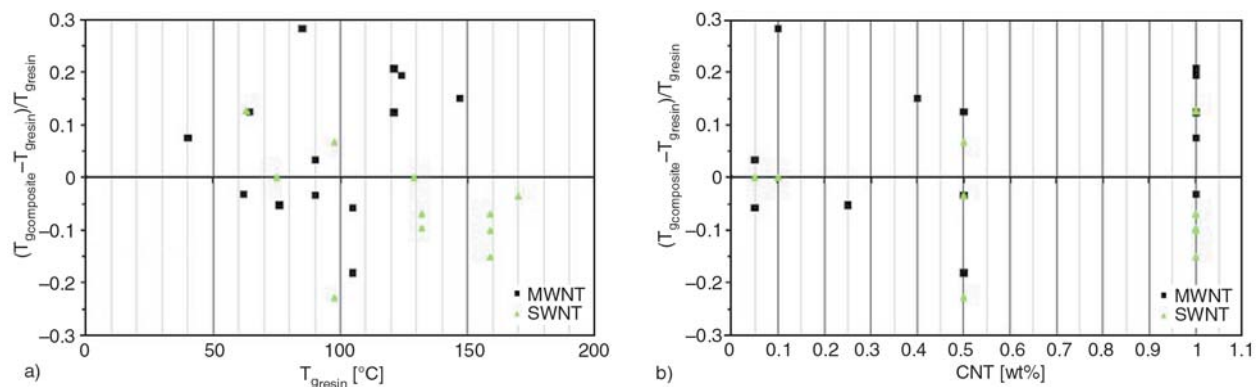 0.3
0.2
0.1
0
–0.1
–0.2
–0.3
(Tgcomposite–Tgresin)/Tgresin
MWNT
SWNT
0 50 100 150 200
Tgresin [°C]
a)
0.3
0.2
0.1
0
–0.1
–0.2
–0.3
(Tgcomposite–Tgresin)/Tgresin
MWNT
SWNT
0 0.1 0.2 0.3 0.4 0.5 0.6 0.7 0.8 0.9 1 1.1
CNT [wt%]
b)